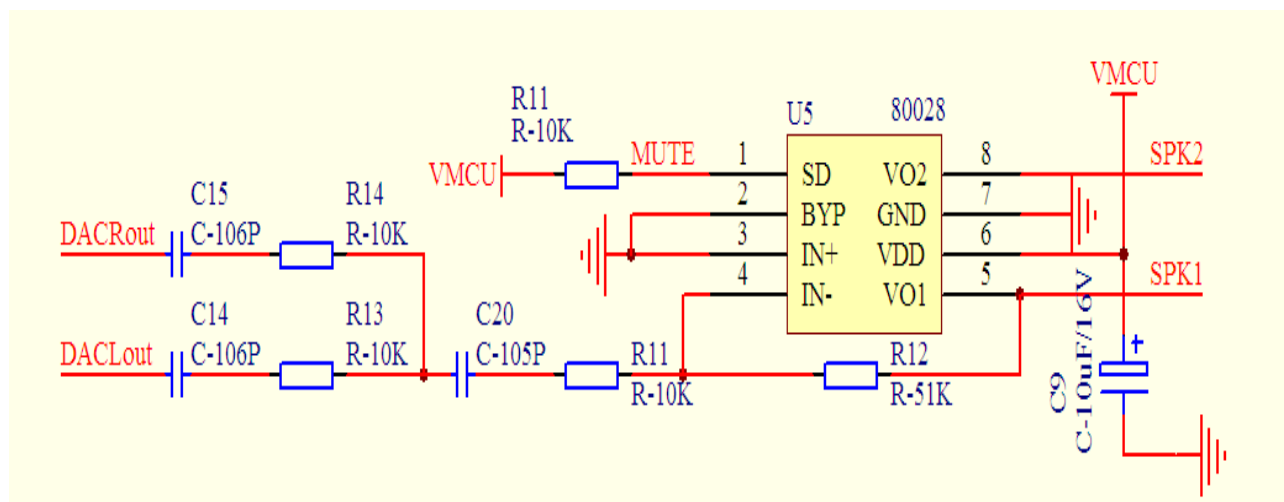 VMCU
R11
R-10K
U5
80028
VMCU
MUTE
1
SD
VO2
8
SPK2
2
BYP
GND
7
C15
C-106P
R14
R-10K
DACRout
3
IN+
VDD
6
4
IN-
VO1
5
SPK1
C14
C-106P
R13
R-10K
C20
C-105P
DACLout
R11
R-10K
R12
R-51K
+
C9
C-10uF/16V